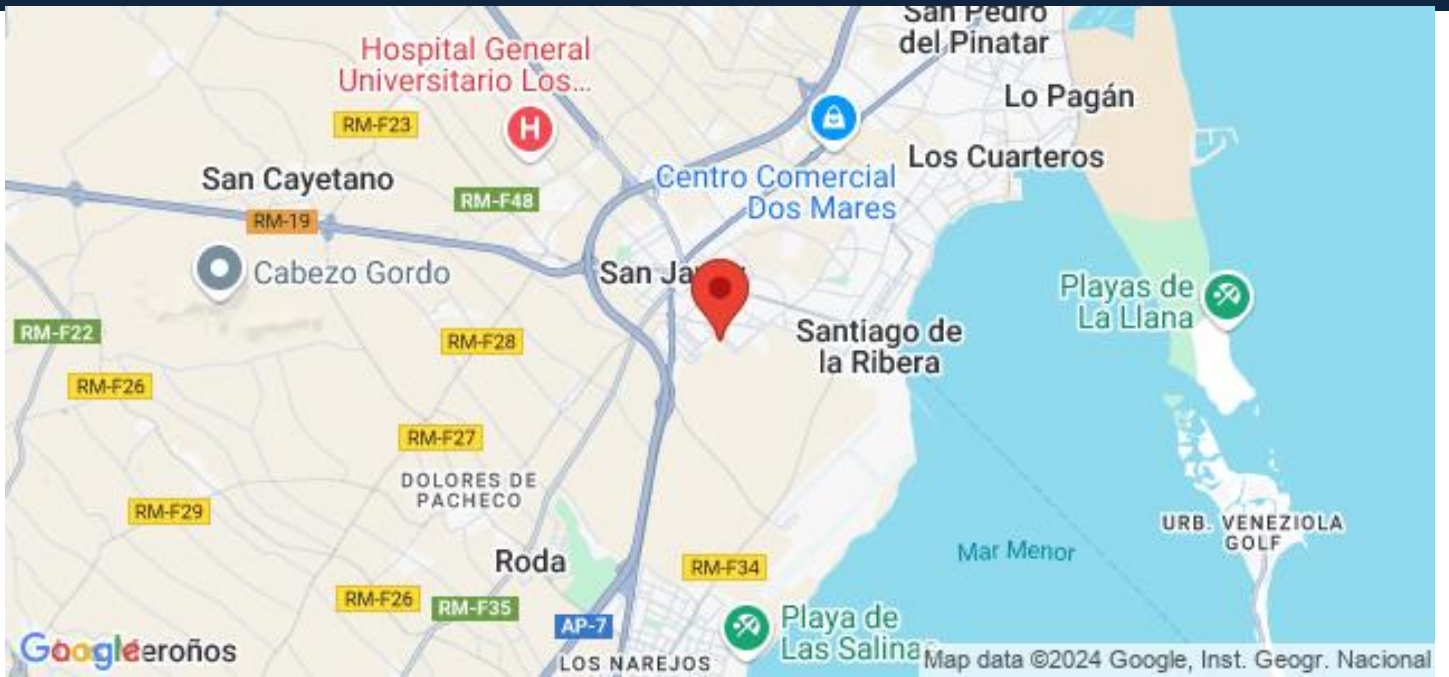 San Pedro
del Pinatar
Hospital General
Universitario Los...
Lo Pagán
RM-F23
H
Los Cuarteros
San Cayetano
Centro Comercial
Dos Mares
RM-F48
RM-19
Cabezo Gordo
San Ja
Playas de
La Llana
RM-F22
RM-F28
Santiago de
la Ribera
RM-F26
RM-F27
DOLORES DE
PACHECO
RM-F29
URB. VENEZIOLA
GOLF
Mar Menor
Roda
RM-F34
RM-F26
RM-F35
AP-7
Playa de
Las Salinas
Google
eroños
LOS NAREJOS
Map data ©2024 Google, Inst. Geogr. Nacional